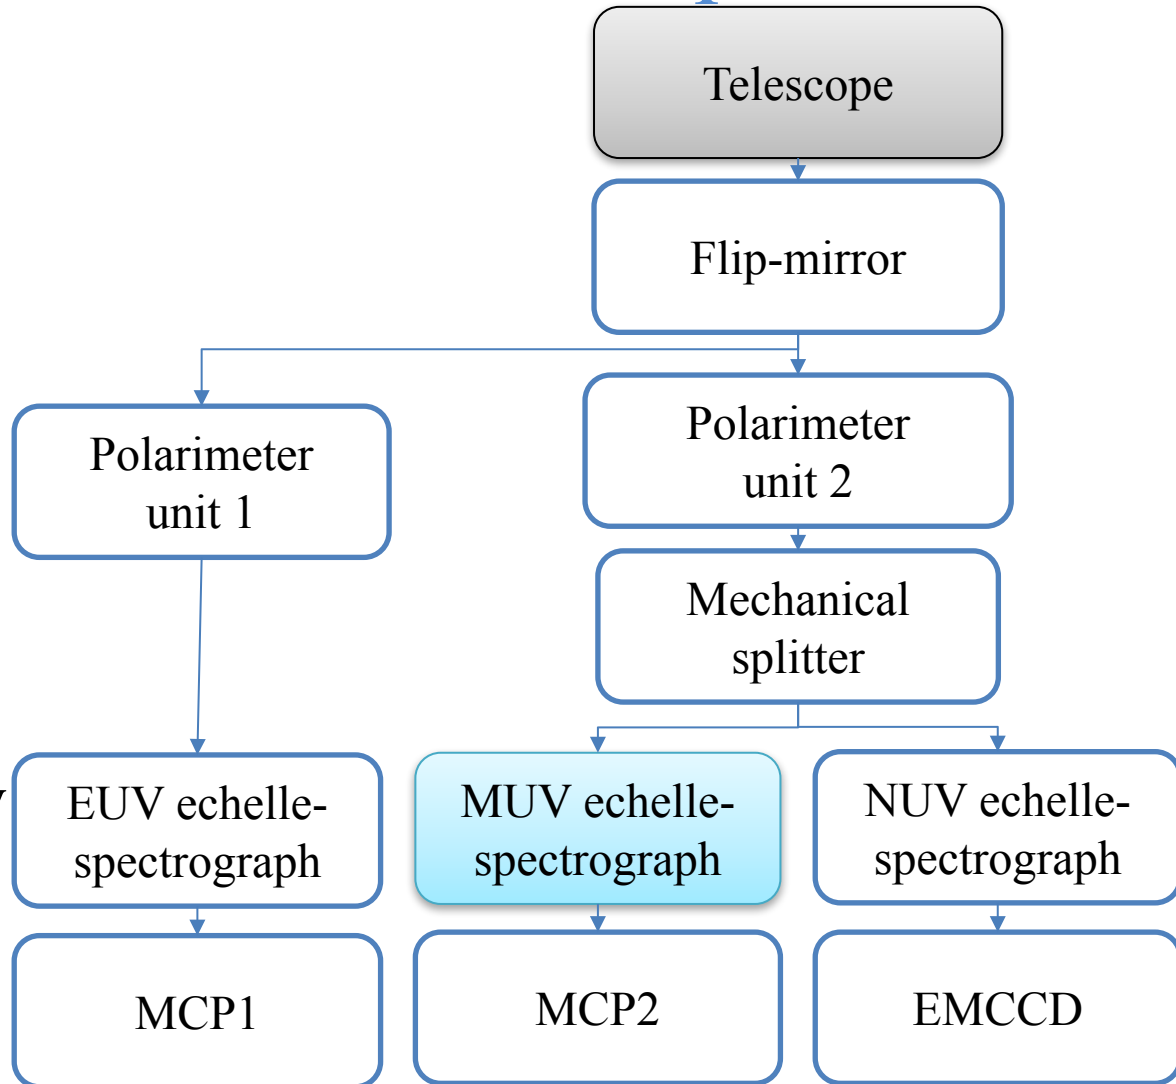 Telescope
Flip-mirror
Polarimeter
unit 1
Polarimeter
unit 2
Mechanical
splitter
EUV echelle-
spectrograph
MUV echelle-
spectrograph
NUV echelle-
spectrograph
MCP1
MCP2
EMCCD